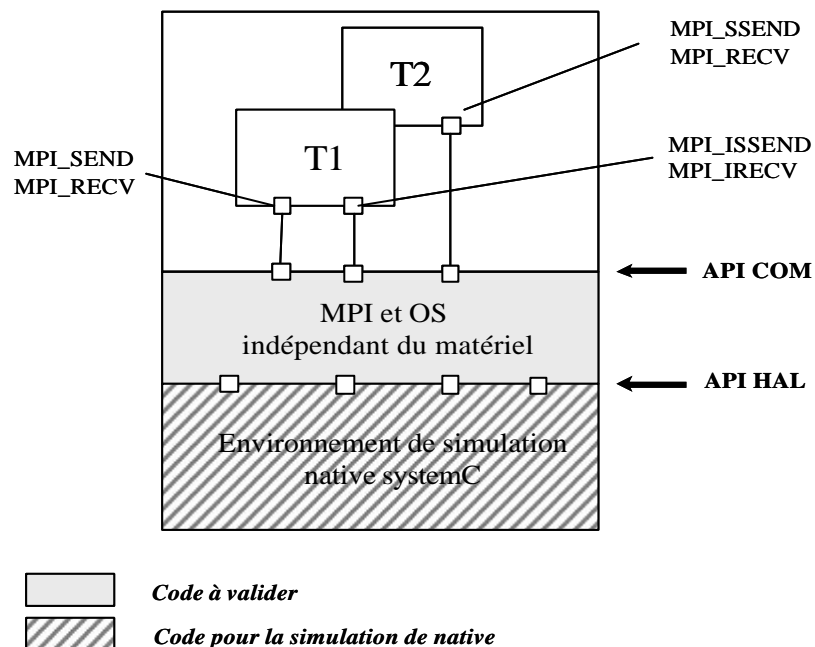 MPI_SSEND
MPI_RECV
T2
MPI_SEND
MPI_RECV
T1
MPI_ISSEND
MPI_IRECV
API COM
MPI et OS
indépendant du matériel
API HAL
Environnement de simulation
native systemC
Code à valider
Code pour la simulation de native